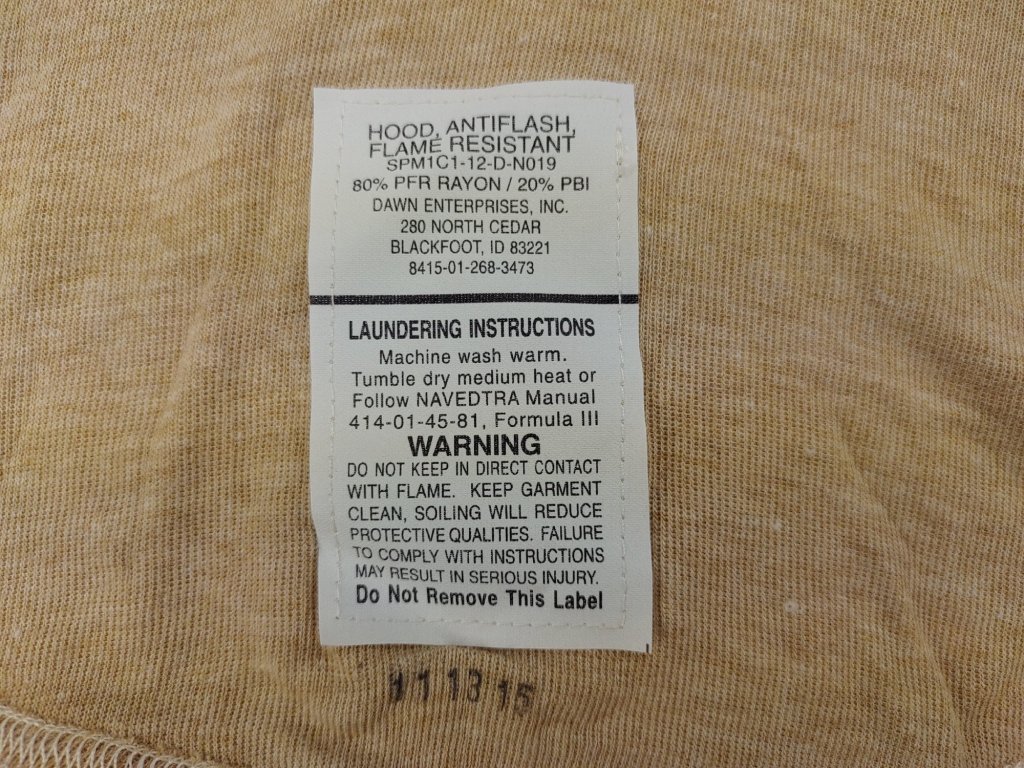 HOOD, ANTIFLASH,
FLAME RESISTANT
SPM1C1-12-D-N019
80% PFR RAYON / 20% PBI
DAWN ENTERPRISES, INC.
280 NORTH CEDAR
BLACKFOOT, ID 83221
8415-01-268-3473
LAUNDERING INSTRUCTIONS
Machine wash warm.
Tumble dry medium heat or
Follow NAVEDTRA Manual
414-01-45-81, Formula III
WARNING
DO NOT KEEP IN DIRECT CONTACT
WITH FLAME. KEEP GARMENT
CLEAN, SOILING WILL REDUCE
PROTECTIVE QUALITIES. FAILURE
TO COMPLY WITH INSTRUCTIONS
MAY RESULT IN SERIOUS INJURY.
Do Not Remove This Label
11 13 15